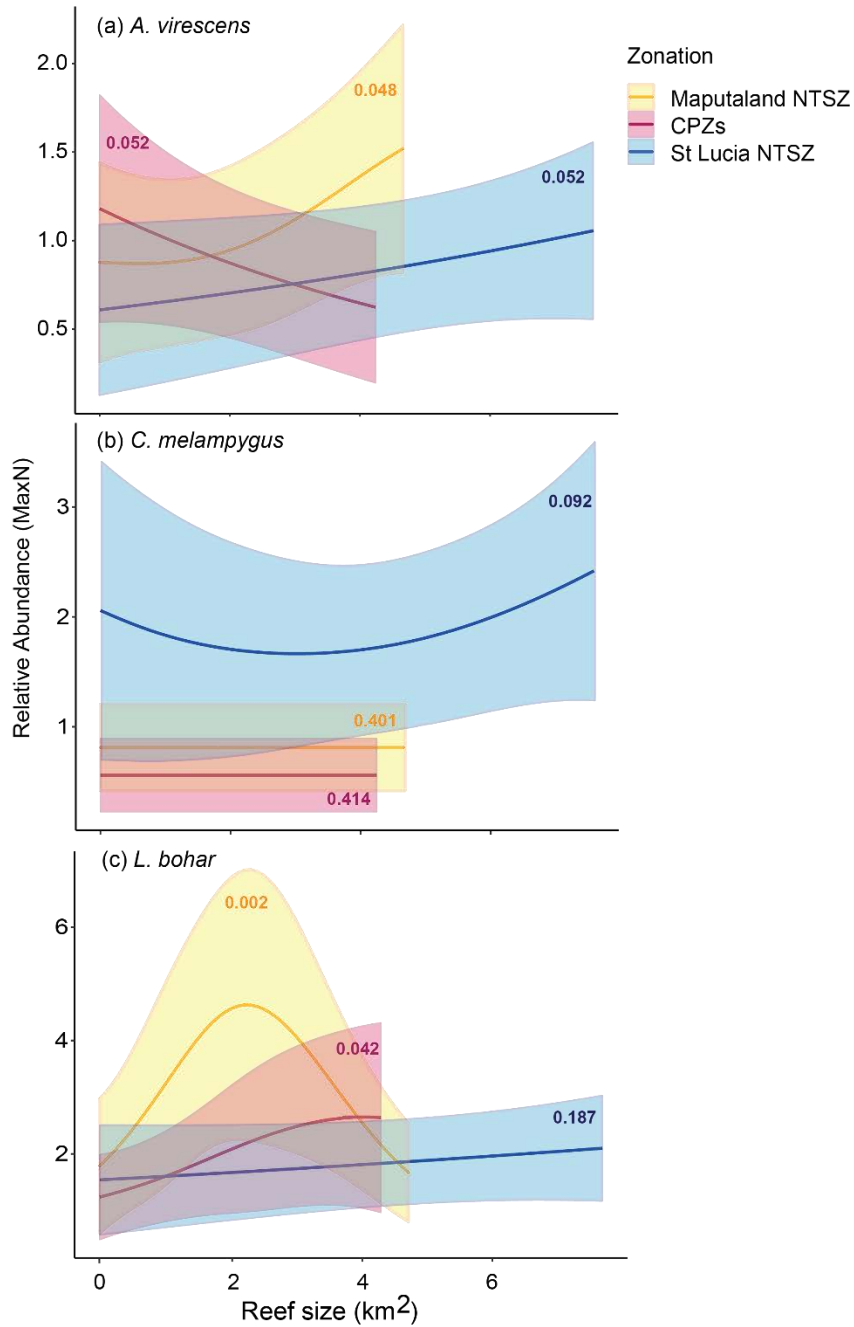 (a) A. virescens
Zonation
Maputaland NTSZ
CPZs
St Lucia NTSZ
2.0
1.5
1.0
0.5
0.052
0.048
0.052
(b) C. melampygus
Relative Abundance (MaxN)
3
2
1
0.092
0.401
0.414
(c) L. bohar
6
4
2
0.002
0.042
0.187
0
2
4
6
Reef size (km²)